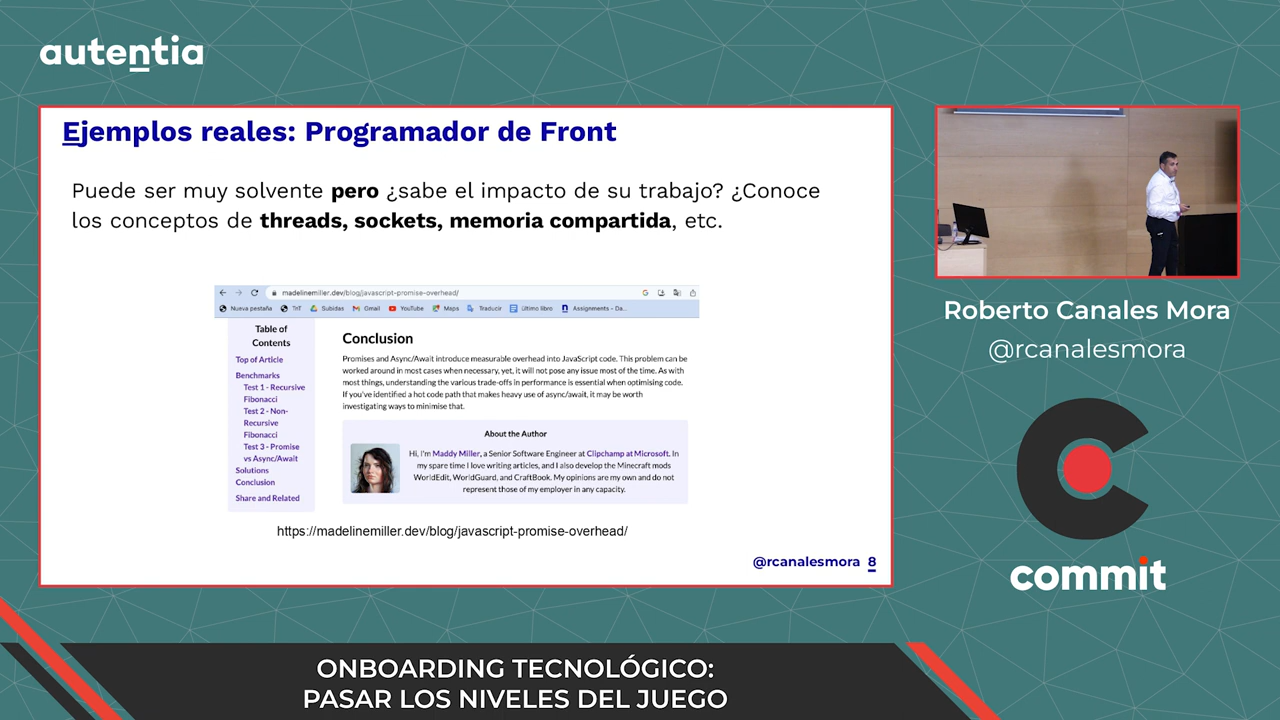 autentia
Ejemplos reales: Programador de Front
Puede ser muy solvente pero ¿sabe el impacto de su trabajo? ¿Conoce
los conceptos de threads, sockets, memoria compartida, etc.
madelinemiller.dev/blog/javascript-promise-overhead/
Nueva pestaña TrT Subidas Gmail YouTube Maps Traducir Último libro Assignments - Da...
Table of
Contents
Top of Article
Benchmarks
Test 1 - Recursive
Fibonacci
Test 2 - Non-
Recursive
Fibonacci
Test 3 - Promise
vs Async/Await
Solutions
Conclusion
Share and Related
Conclusion
Promises and Async/Await introduce measurable overhead into JavaScript code. This problem can be
worked around in most cases when necessary, yet, it will not pose any issue most of the time. As with
most things, understanding the various trade-offs in performance is essential when optimising code.
If you've identified a hot code path that makes heavy use of async/await, it may be worth
investigating ways to minimise that.
About the Author
Hi, I'm Maddy Miller, a Senior Software Engineer at Clipchamp at Microsoft. In
my spare time I love writing articles, and I also develop the Minecraft mods
WorldEdit, WorldGuard, and CraftBook. My opinions are my own and do not
represent those of my employer in any capacity.
https://madelinemiller.dev/blog/javascript-promise-overhead/
@rcanalesmora 8
Roberto Canales Mora
@rcanalesmora
commit
ONBOARDING TECNOLÓGICO:
PASAR LOS NIVELES DEL JUEGO